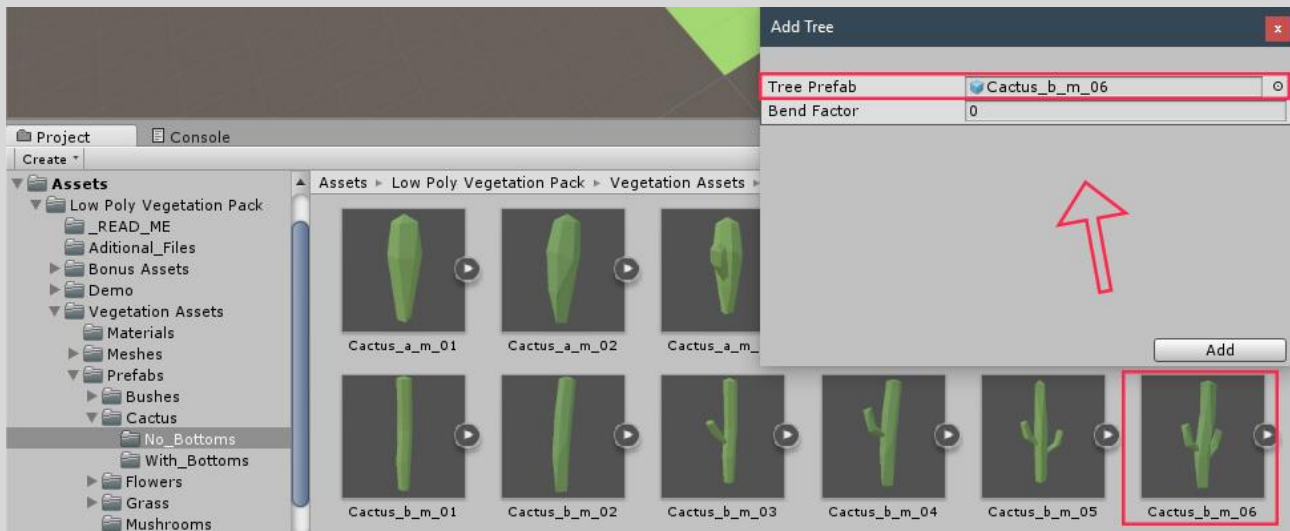 Add Tree
x
Tree Prefab Cactus_b_m_06
Bend Factor 0
Add
Project Console
Create
Assets
Low Poly Vegetation Pack
_READ_ME
Aditional_Files
Bonus Assets
Demo
Vegetation Assets
Materials
Meshes
Prefabs
Bushes
Cactus
No_Bottoms
With_Bottoms
Flowers
Grass
Mushrooms
Assets Low Poly Vegetation Pack Vegetation Assets
Cactus_a_m_01 Cactus_a_m_02 Cactus_a_m_
Cactus_b_m_01 Cactus_b_m_02 Cactus_b_m_03 Cactus_b_m_04 Cactus_b_m_05 Cactus_b_m_06